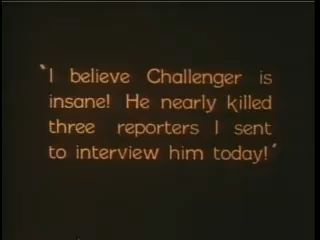 'I believe Challenger is
insane! He nearly killed
three reporters I sent
to interview him today!'